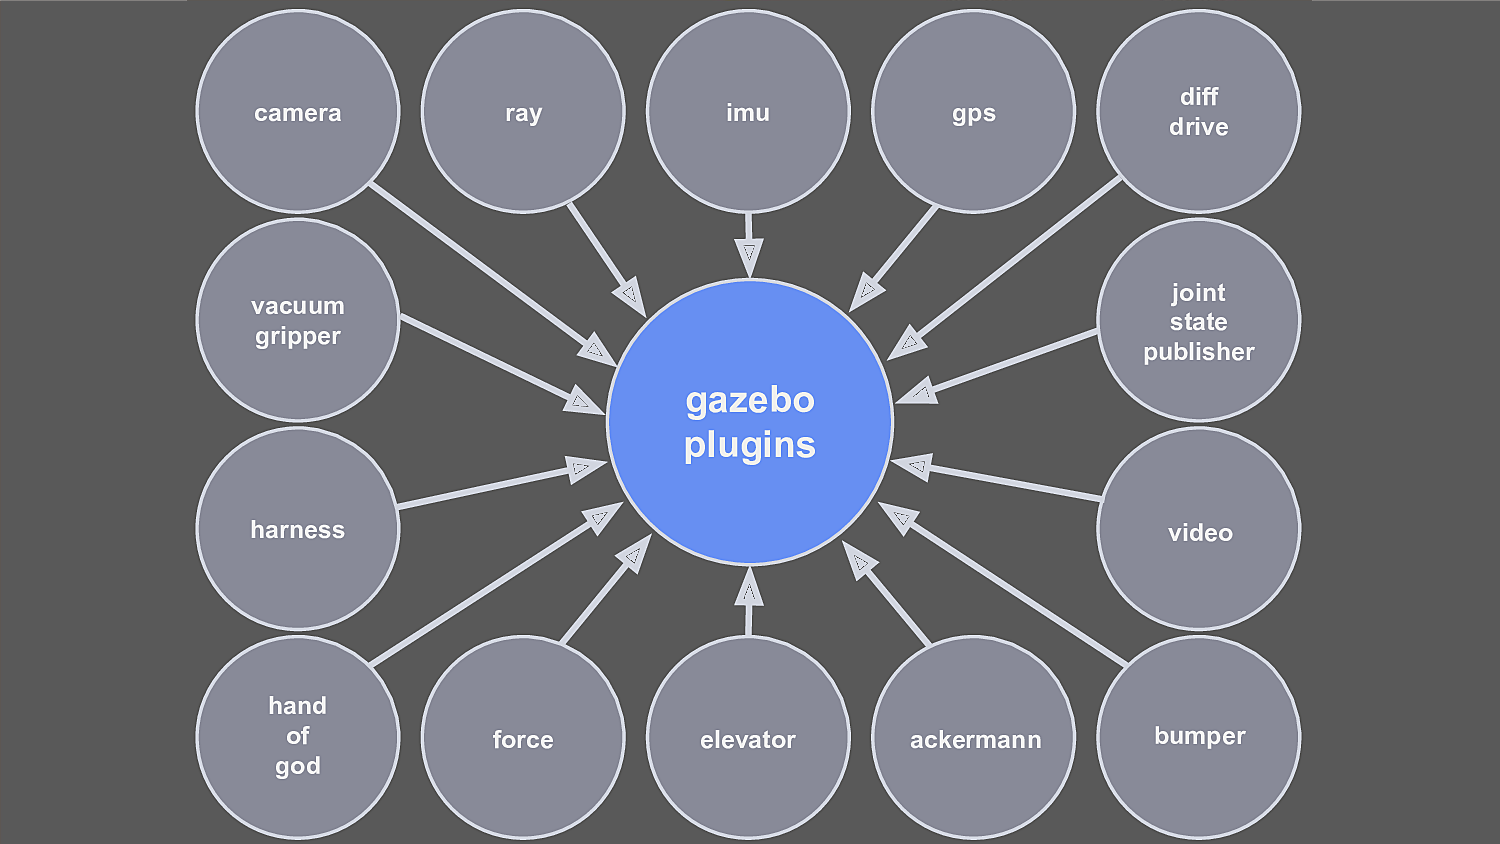 camera
ray
imu
gps
diff
drive
vacuum
gripper
joint
state
publisher
gazebo
plugins
harness
video
hand
of
god
force
elevator
ackermann
bumper